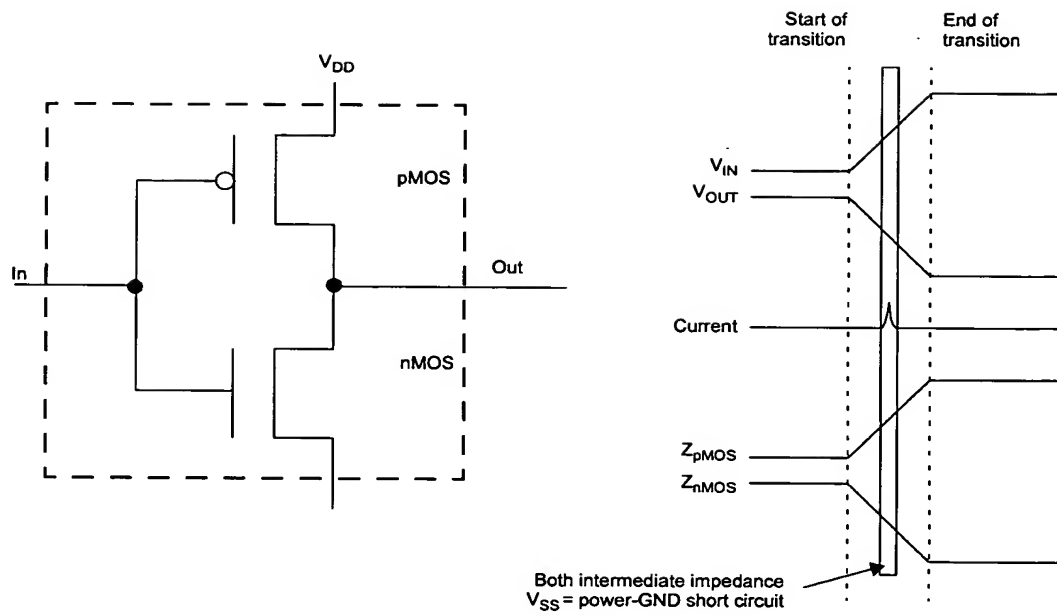 V_DD
pMOS
In
Out
nMOS
Start of
transition
End of
transition
V_IN
V_OUT
Current
Z_pMOS
Z_nMOS
Both intermediate impedance
V_SS = power-GND short circuit